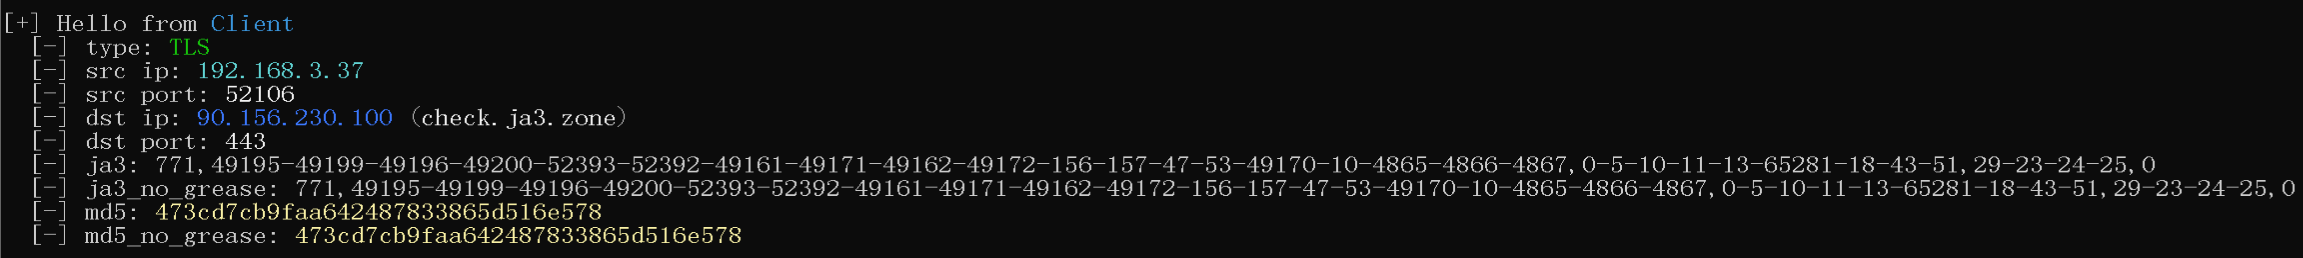 [+] Hello from Client
[-] type: TLS
[-] src ip: 192.168.3.37
[-] src port: 52106
[-] dst ip: 90.156.230.100 (check.ja3.zone)
[-] dst port: 443
[-] ja3: 771,49195-49199-49196-49200-52393-52392-49161-49171-49162-49172-156-157-47-53-49170-10-4865-4866-4867,0-5-10-11-13-65281-18-43-51,29-23-24-25,0
[-] ja3_no_grease: 771,49195-49199-49196-49200-52393-52392-49161-49171-49162-49172-156-157-47-53-49170-10-4865-4866-4867,0-5-10-11-13-65281-18-43-51,29-23-24-25,0
[-] md5: 473cd7cb9faa642487833865d516e578
[-] md5_no_grease: 473cd7cb9faa642487833865d516e578